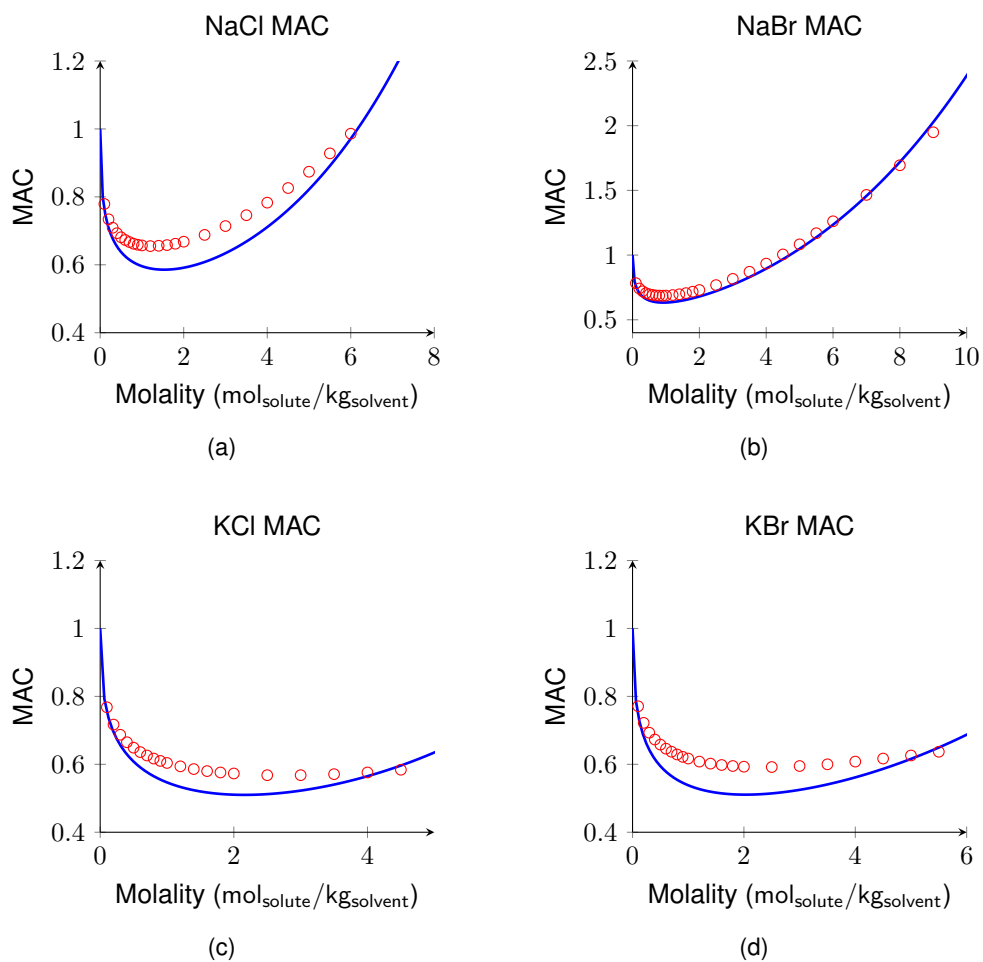 NaCl MAC
1.2
1
0.8
0.6
0.4
MAC
0 2 4 6 8
Molality (mol_solute/kg_solvent)
(a)
NaBr MAC
2.5
2
1.5
1
0.5
MAC
0 2 4 6 8 10
Molality (mol_solute/kg_solvent)
(b)
KCl MAC
1.2
1
0.8
0.6
0.4
MAC
0 2 4
Molality (mol_solute/kg_solvent)
(c)
KBr MAC
1.2
1
0.8
0.6
0.4
MAC
0 2 4 6
Molality (mol_solute/kg_solvent)
(d)